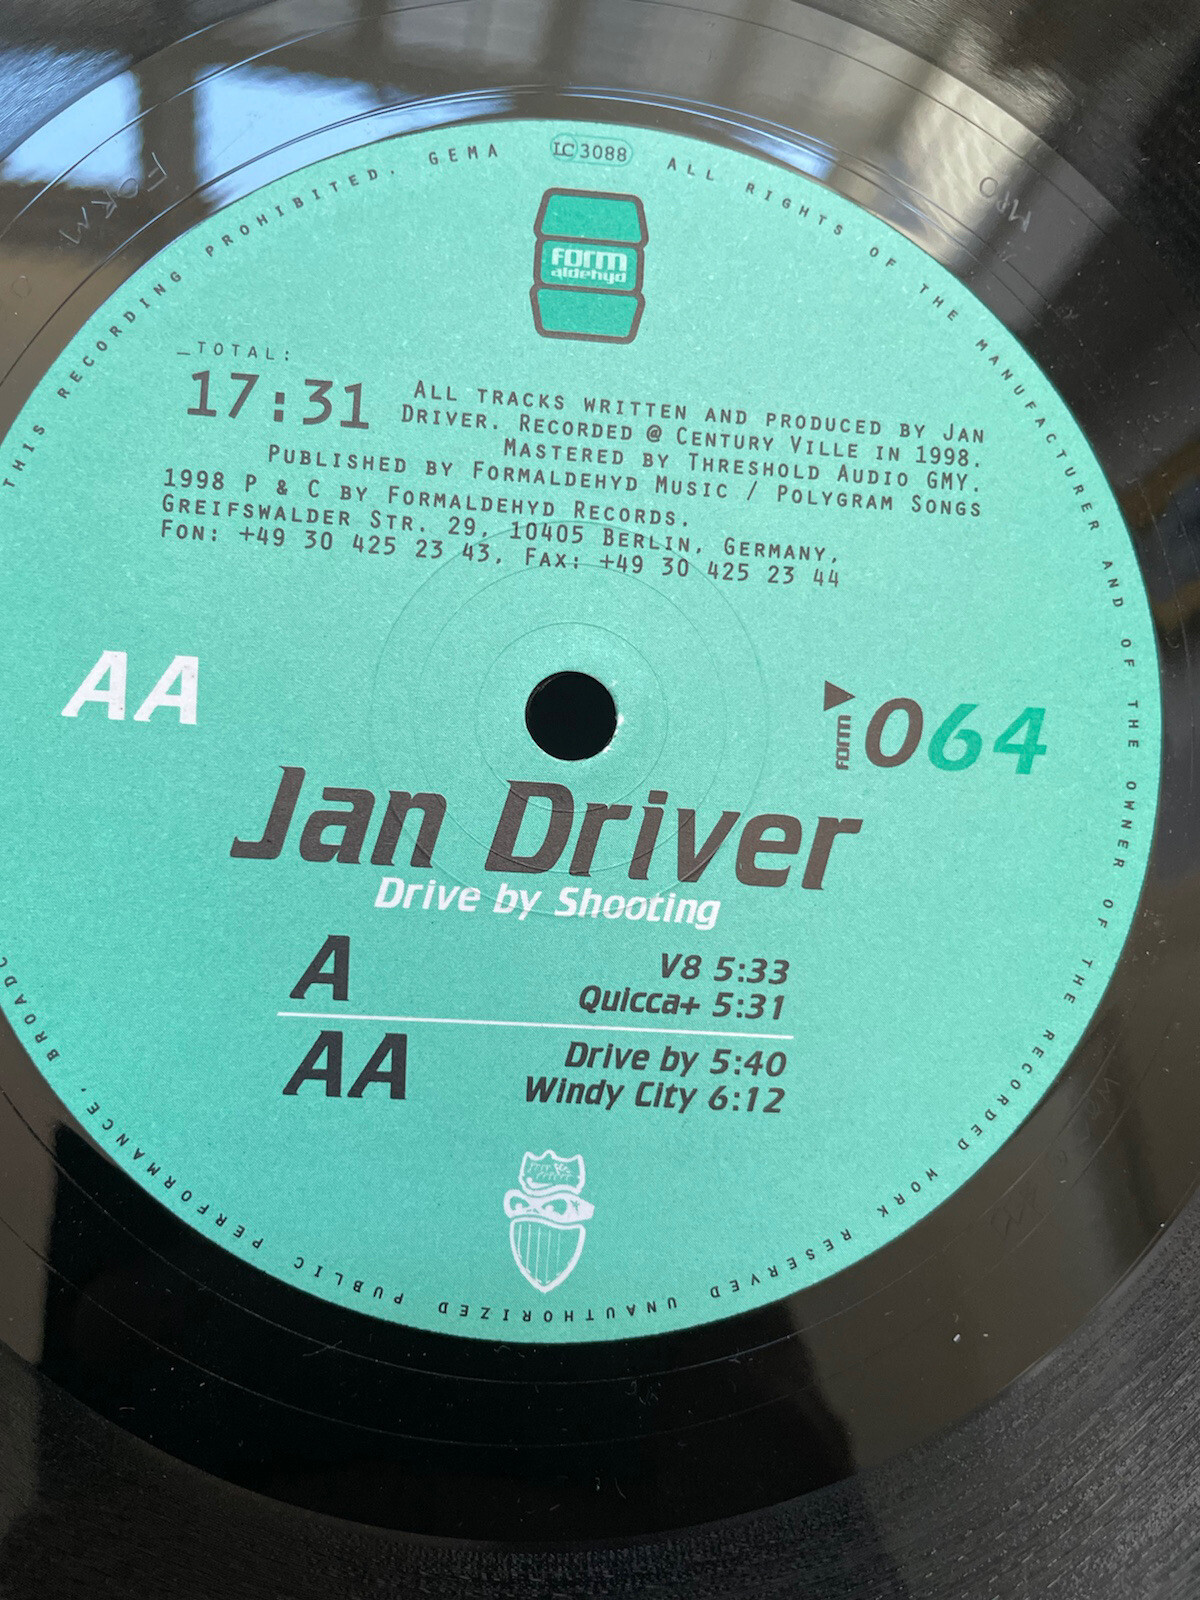 GEMA LC 3088 ALL RIGHTS OF THE MANUFACTURER AND OF THE OWNER OF THE RECORDED WORK RESERVED UNAUTHORIZED PUBLIC PERFORMANCE, THIS RECORDING PROHIBITED.
form
aldehyd
_TOTAL:
17:31
ALL TRACKS WRITTEN AND PRODUCED BY JAN
DRIVER. RECORDED @ CENTURY VILLE IN 1998.
MASTERED BY THRESHOLD AUDIO GMY.
PUBLISHED BY FORMALDEHYD MUSIC / POLYGRAM SONGS
1998 P & C BY FORMALDEHYD RECORDS.
GREIFSWALDER STR. 29, 10405 BERLIN, GERMANY,
FON: +49 30 425 23 43, FAX: +49 30 425 23 44
AA
form 064
Jan Driver
Drive by Shooting
A
V8 5:33
Quicca+ 5:31
AA
Drive by 5:40
Windy City 6:12
FORM
MPO